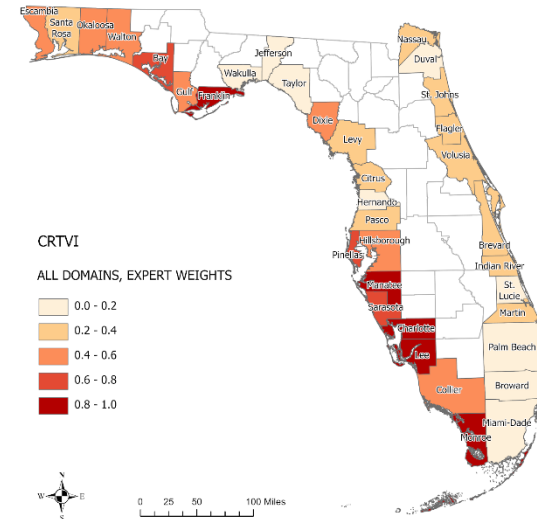 Escambia
Santa
Rosa
Okaloosa
Walton
Bay
Gulf
Franklin
Wakulla
Jefferson
Taylor
Dixie
Levy
Citrus
Hernando
Pasco
Hillsborough
Pinellas
Manatee
Sarasota
Charlotte
Lee
Collier
Monroe
Nassau
Duval
St. Johns
Flagler
Volusia
Brevard
Indian River
St.
Lucie
Martin
Palm Beach
Broward
Miami-Dade
CRTVI
ALL DOMAINS, EXPERT WEIGHTS
0.0 - 0.2
0.2 - 0.4
0.4 - 0.6
0.6 - 0.8
0.8 - 1.0
N
W E
S
0 25 50 100 Miles